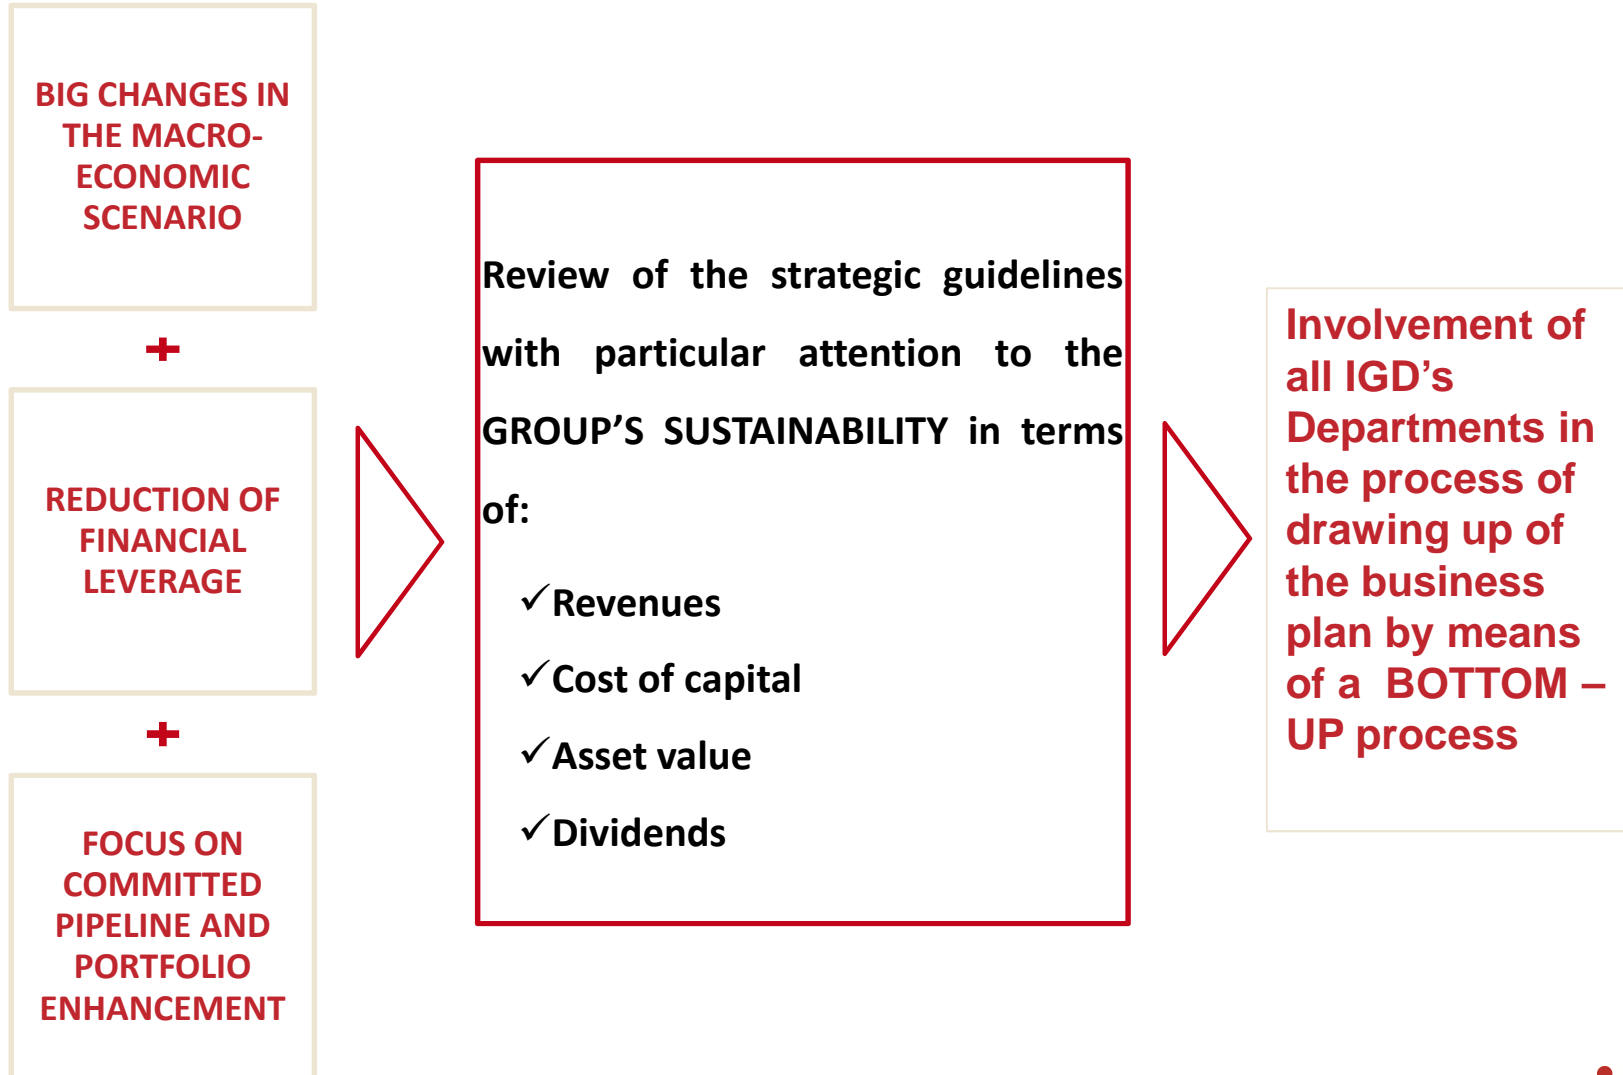 BIG CHANGES IN
THE MACRO-
ECONOMIC
SCENARIO
+
REDUCTION OF
FINANCIAL
LEVERAGE
+
FOCUS ON
COMMITTED
PIPELINE AND
PORTFOLIO
ENHANCEMENT
Review of the strategic guidelines
with particular attention to the
GROUP’S SUSTAINABILITY in terms
of:
✓Revenues
✓Cost of capital
✓Asset value
✓Dividends
Involvement of
all IGD’s
Departments in
the process of
drawing up of
the business
plan by means
of a BOTTOM –
UP process